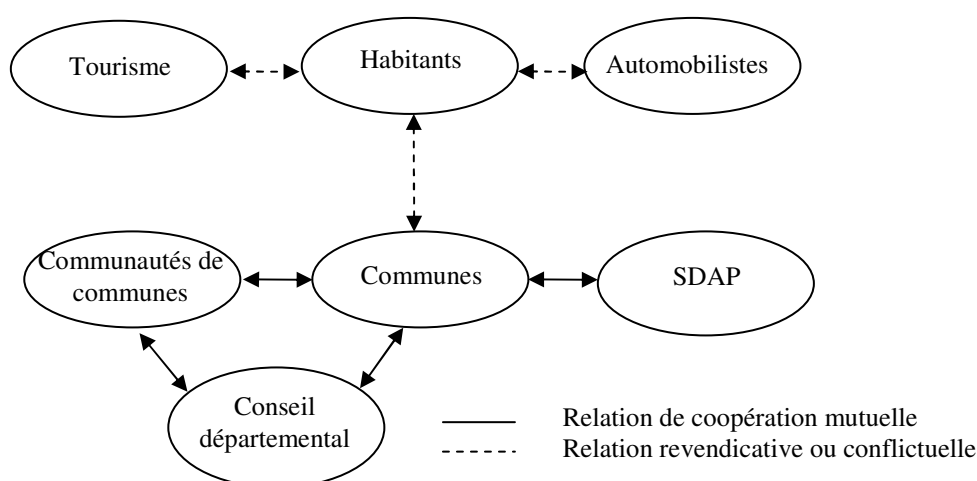 Tourisme
Habitants
Automobilistes
Communautés de
communes
Communes
SDAP
Conseil
départemental
Relation de coopération mutuelle
Relation revendicative ou conflictuelle